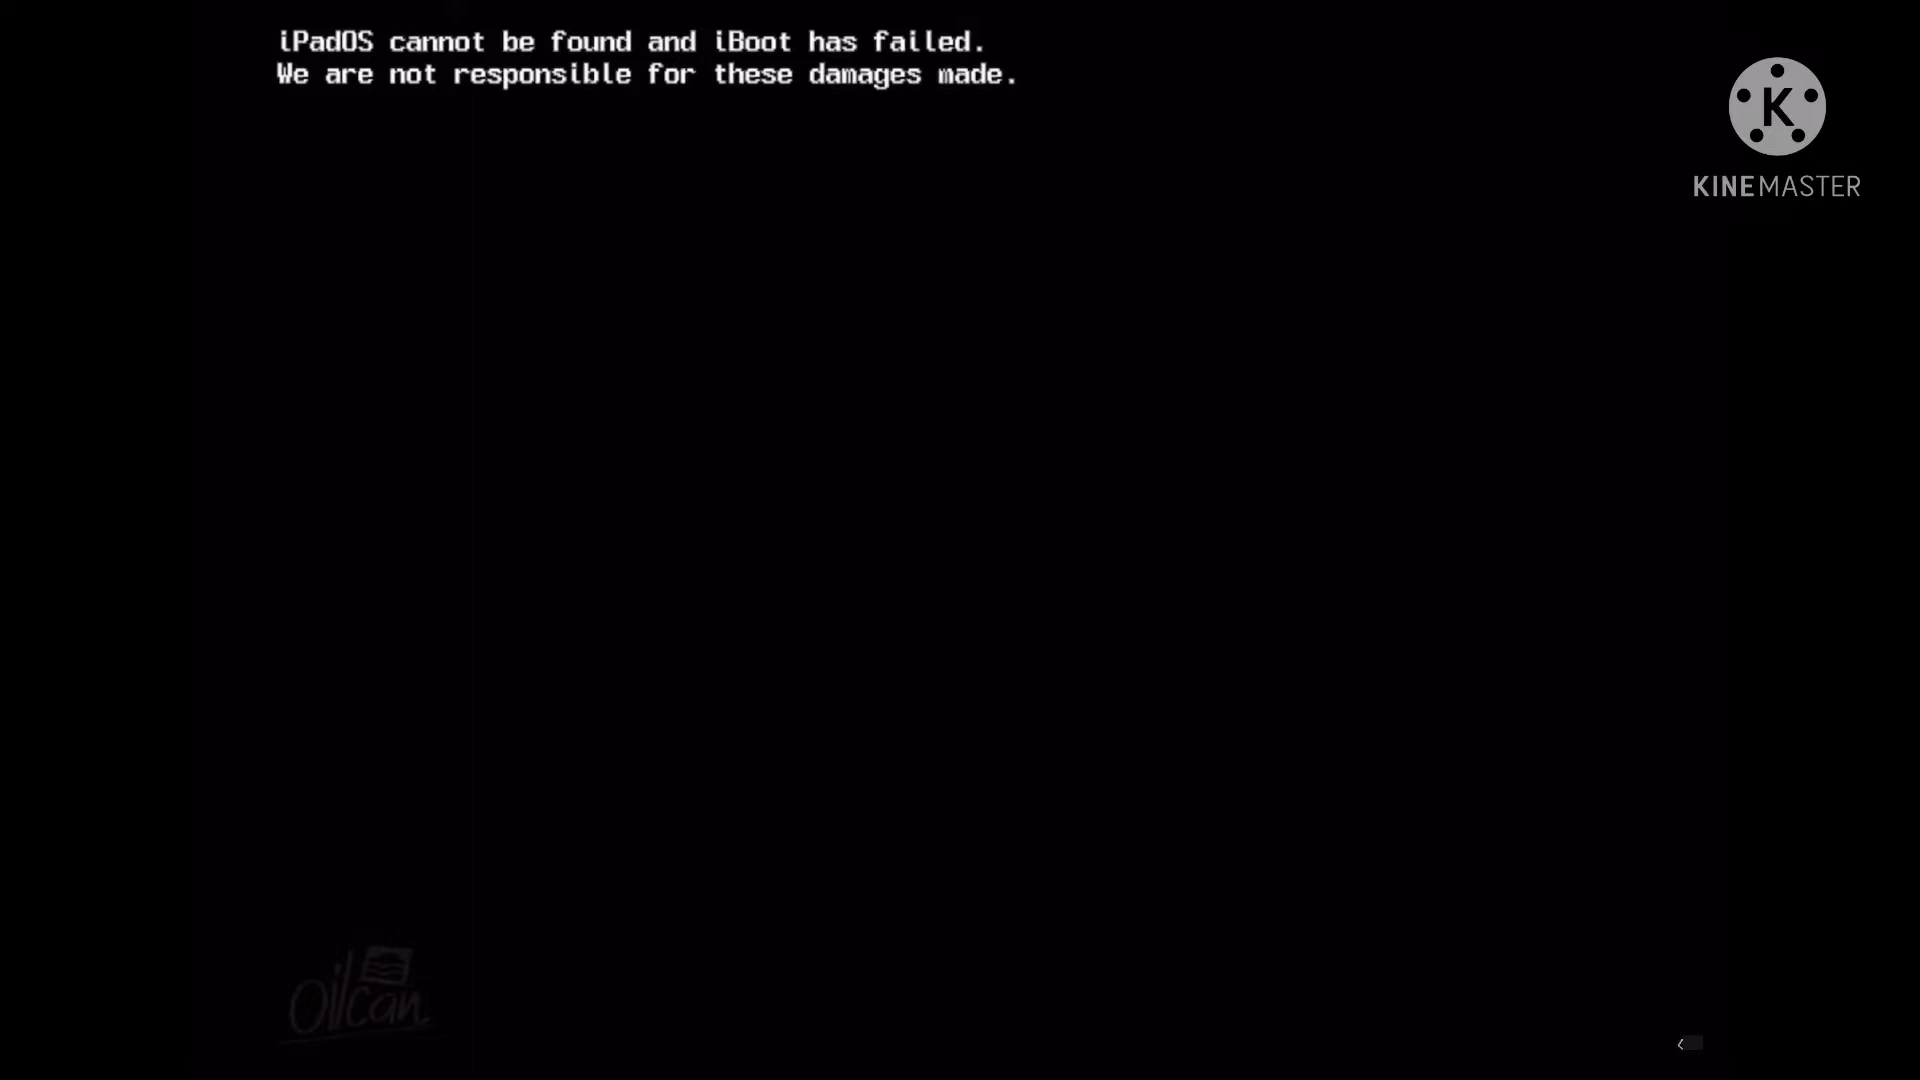 iPadOS cannot be found and iBoot has failed.
We are not responsible for these damages made.
K
KINEMASTER
Oilcan.